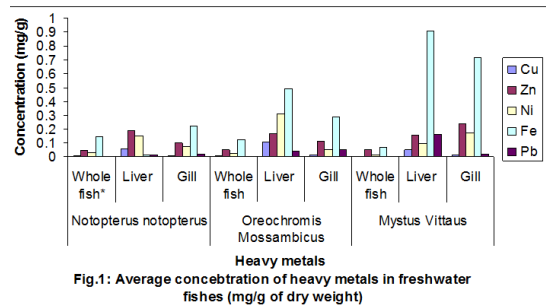 Concentration (mg/g)
1
0.9
0.8
0.7
0.6
0.5
0.4
0.3
0.2
0.1
0
Cu
Zn
Ni
Fe
Pb
Whole fish* Liver Gill Whole fish Liver Gill Whole fish Liver Gill
Notopterus notopterus Oreochromis Mossambicus Mystus Vittaus
Heavy metals
Fig.1: Average concebtration of heavy metals in freshwater
fishes (mg/g of dry weight)